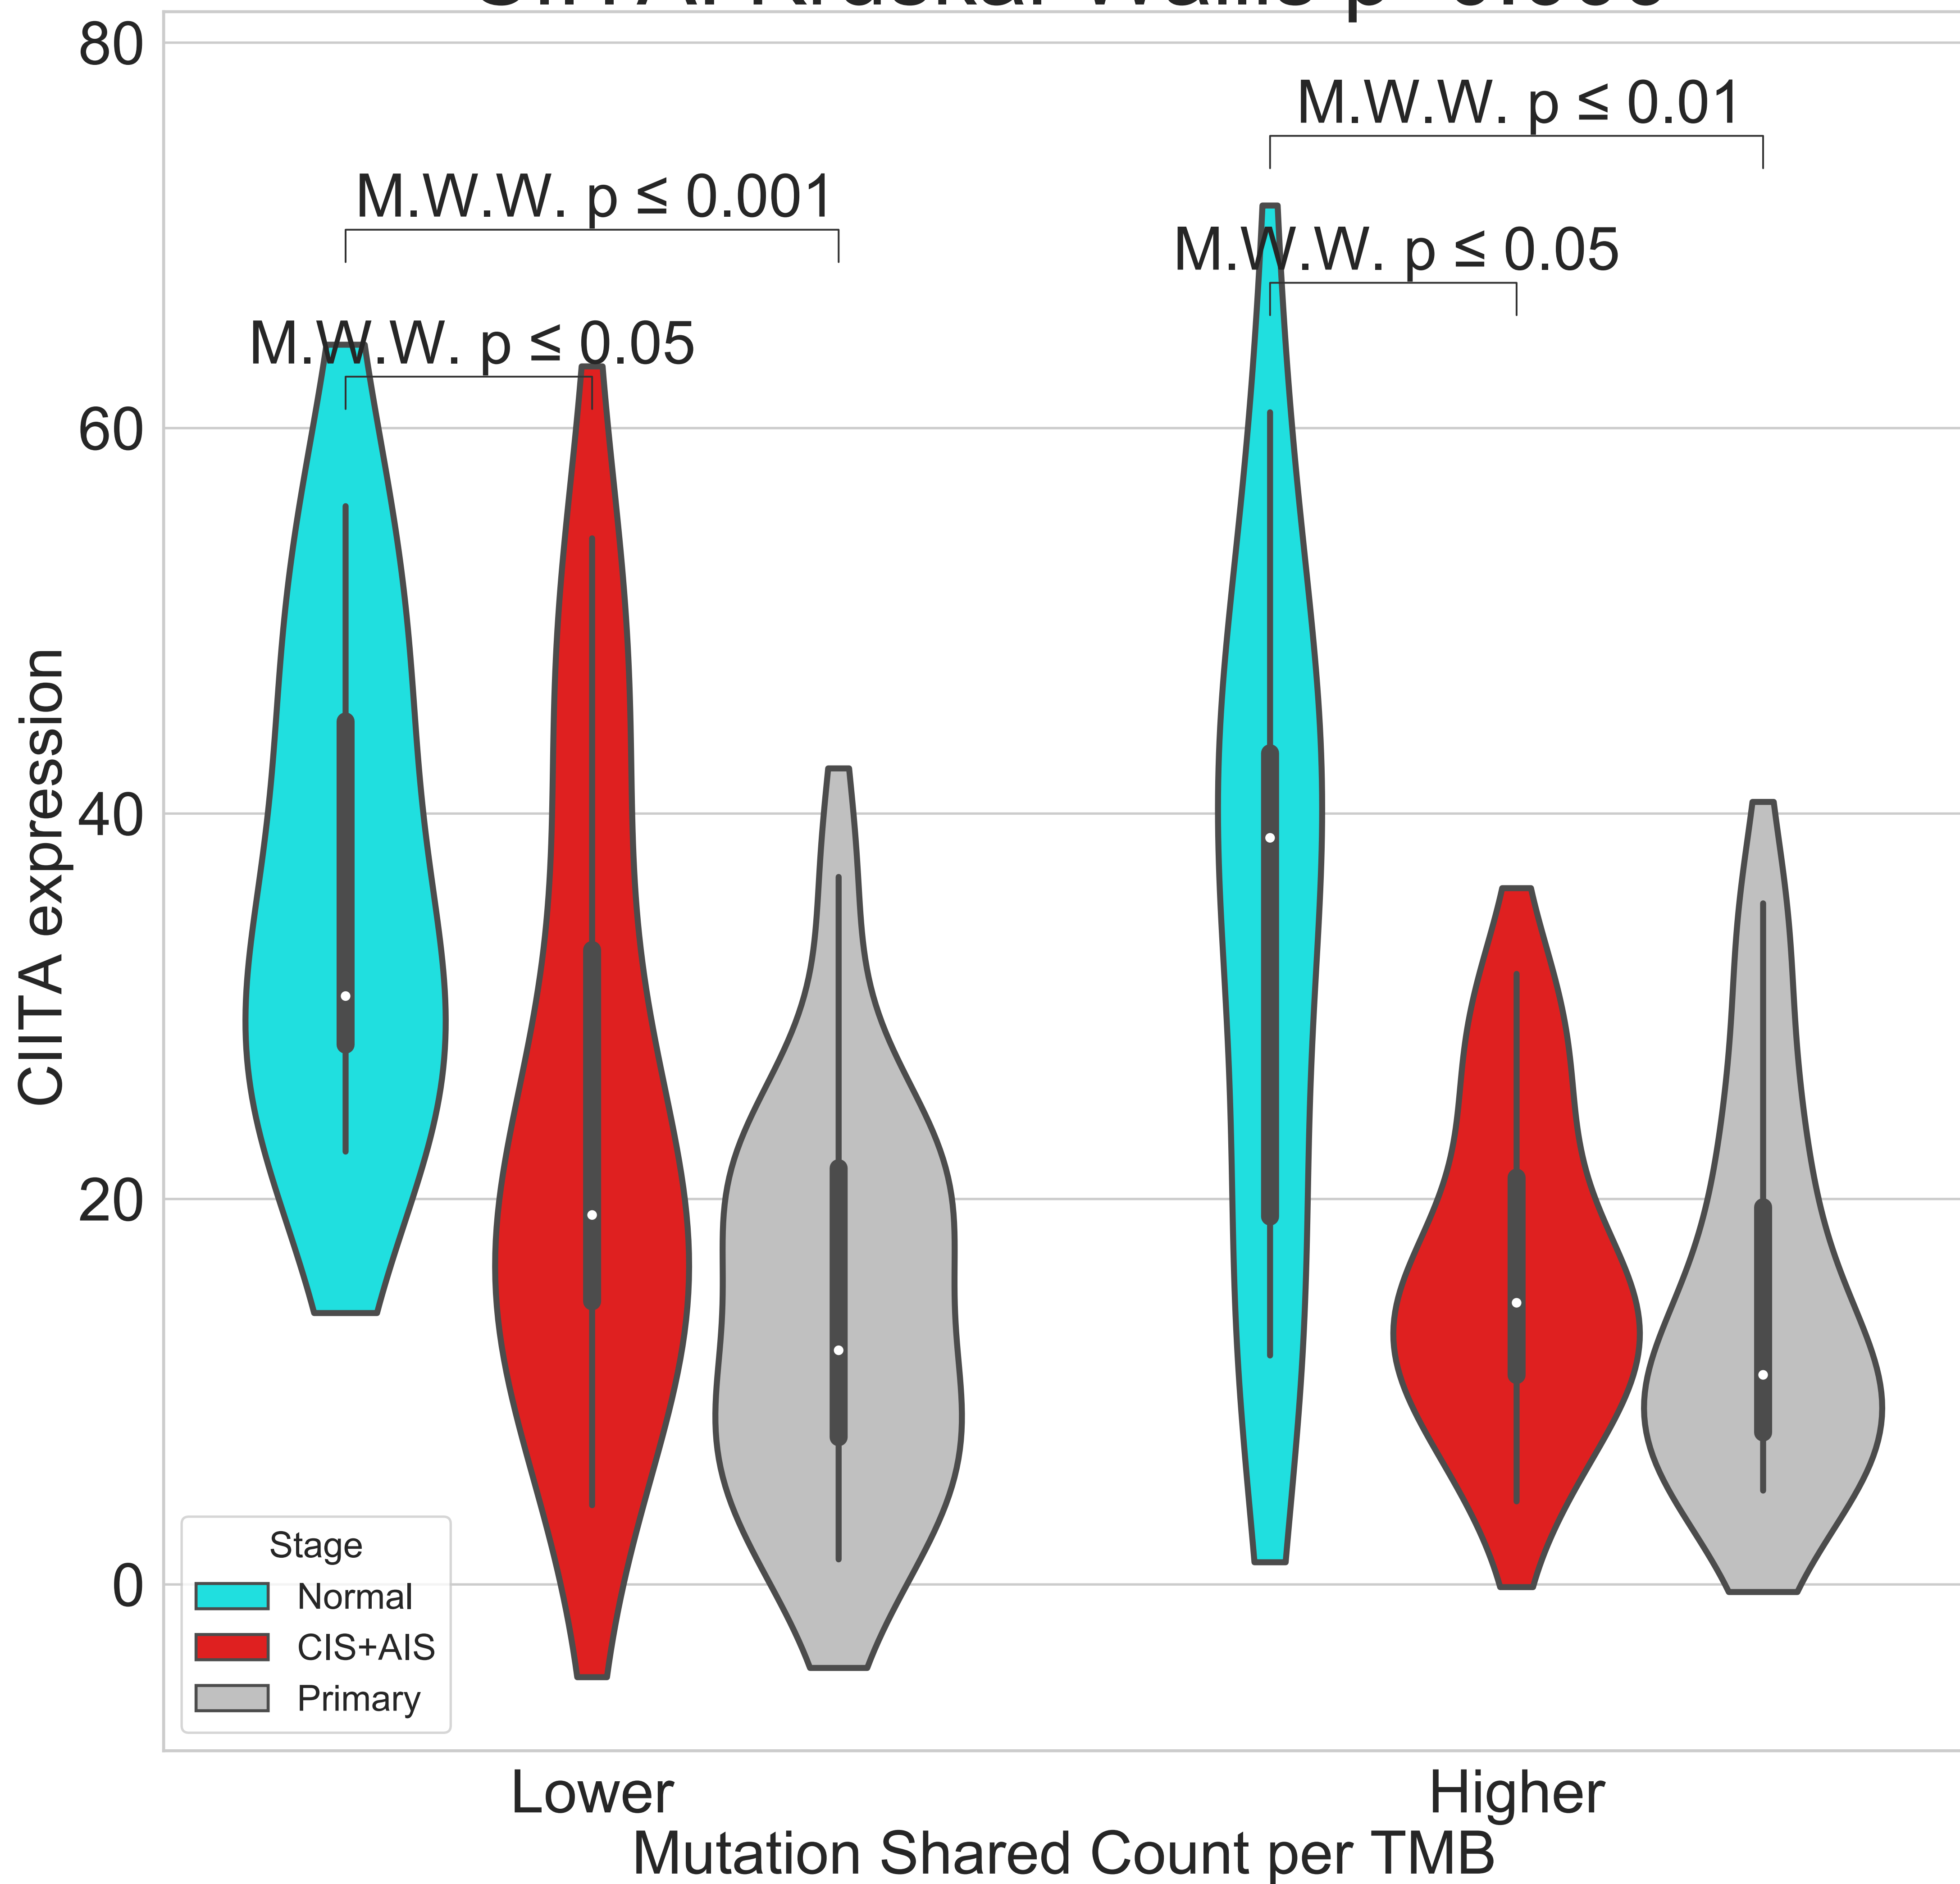 80
M.W.W. p ≤ 0.01
M.W.W. p ≤ 0.001
M.W.W. p ≤ 0.05
M.W.W. p ≤ 0.05
60
40
20
0
CIITA expression
Stage
Normal
CIS+AIS
Primary
Lower
Higher
Mutation Shared Count per TMB